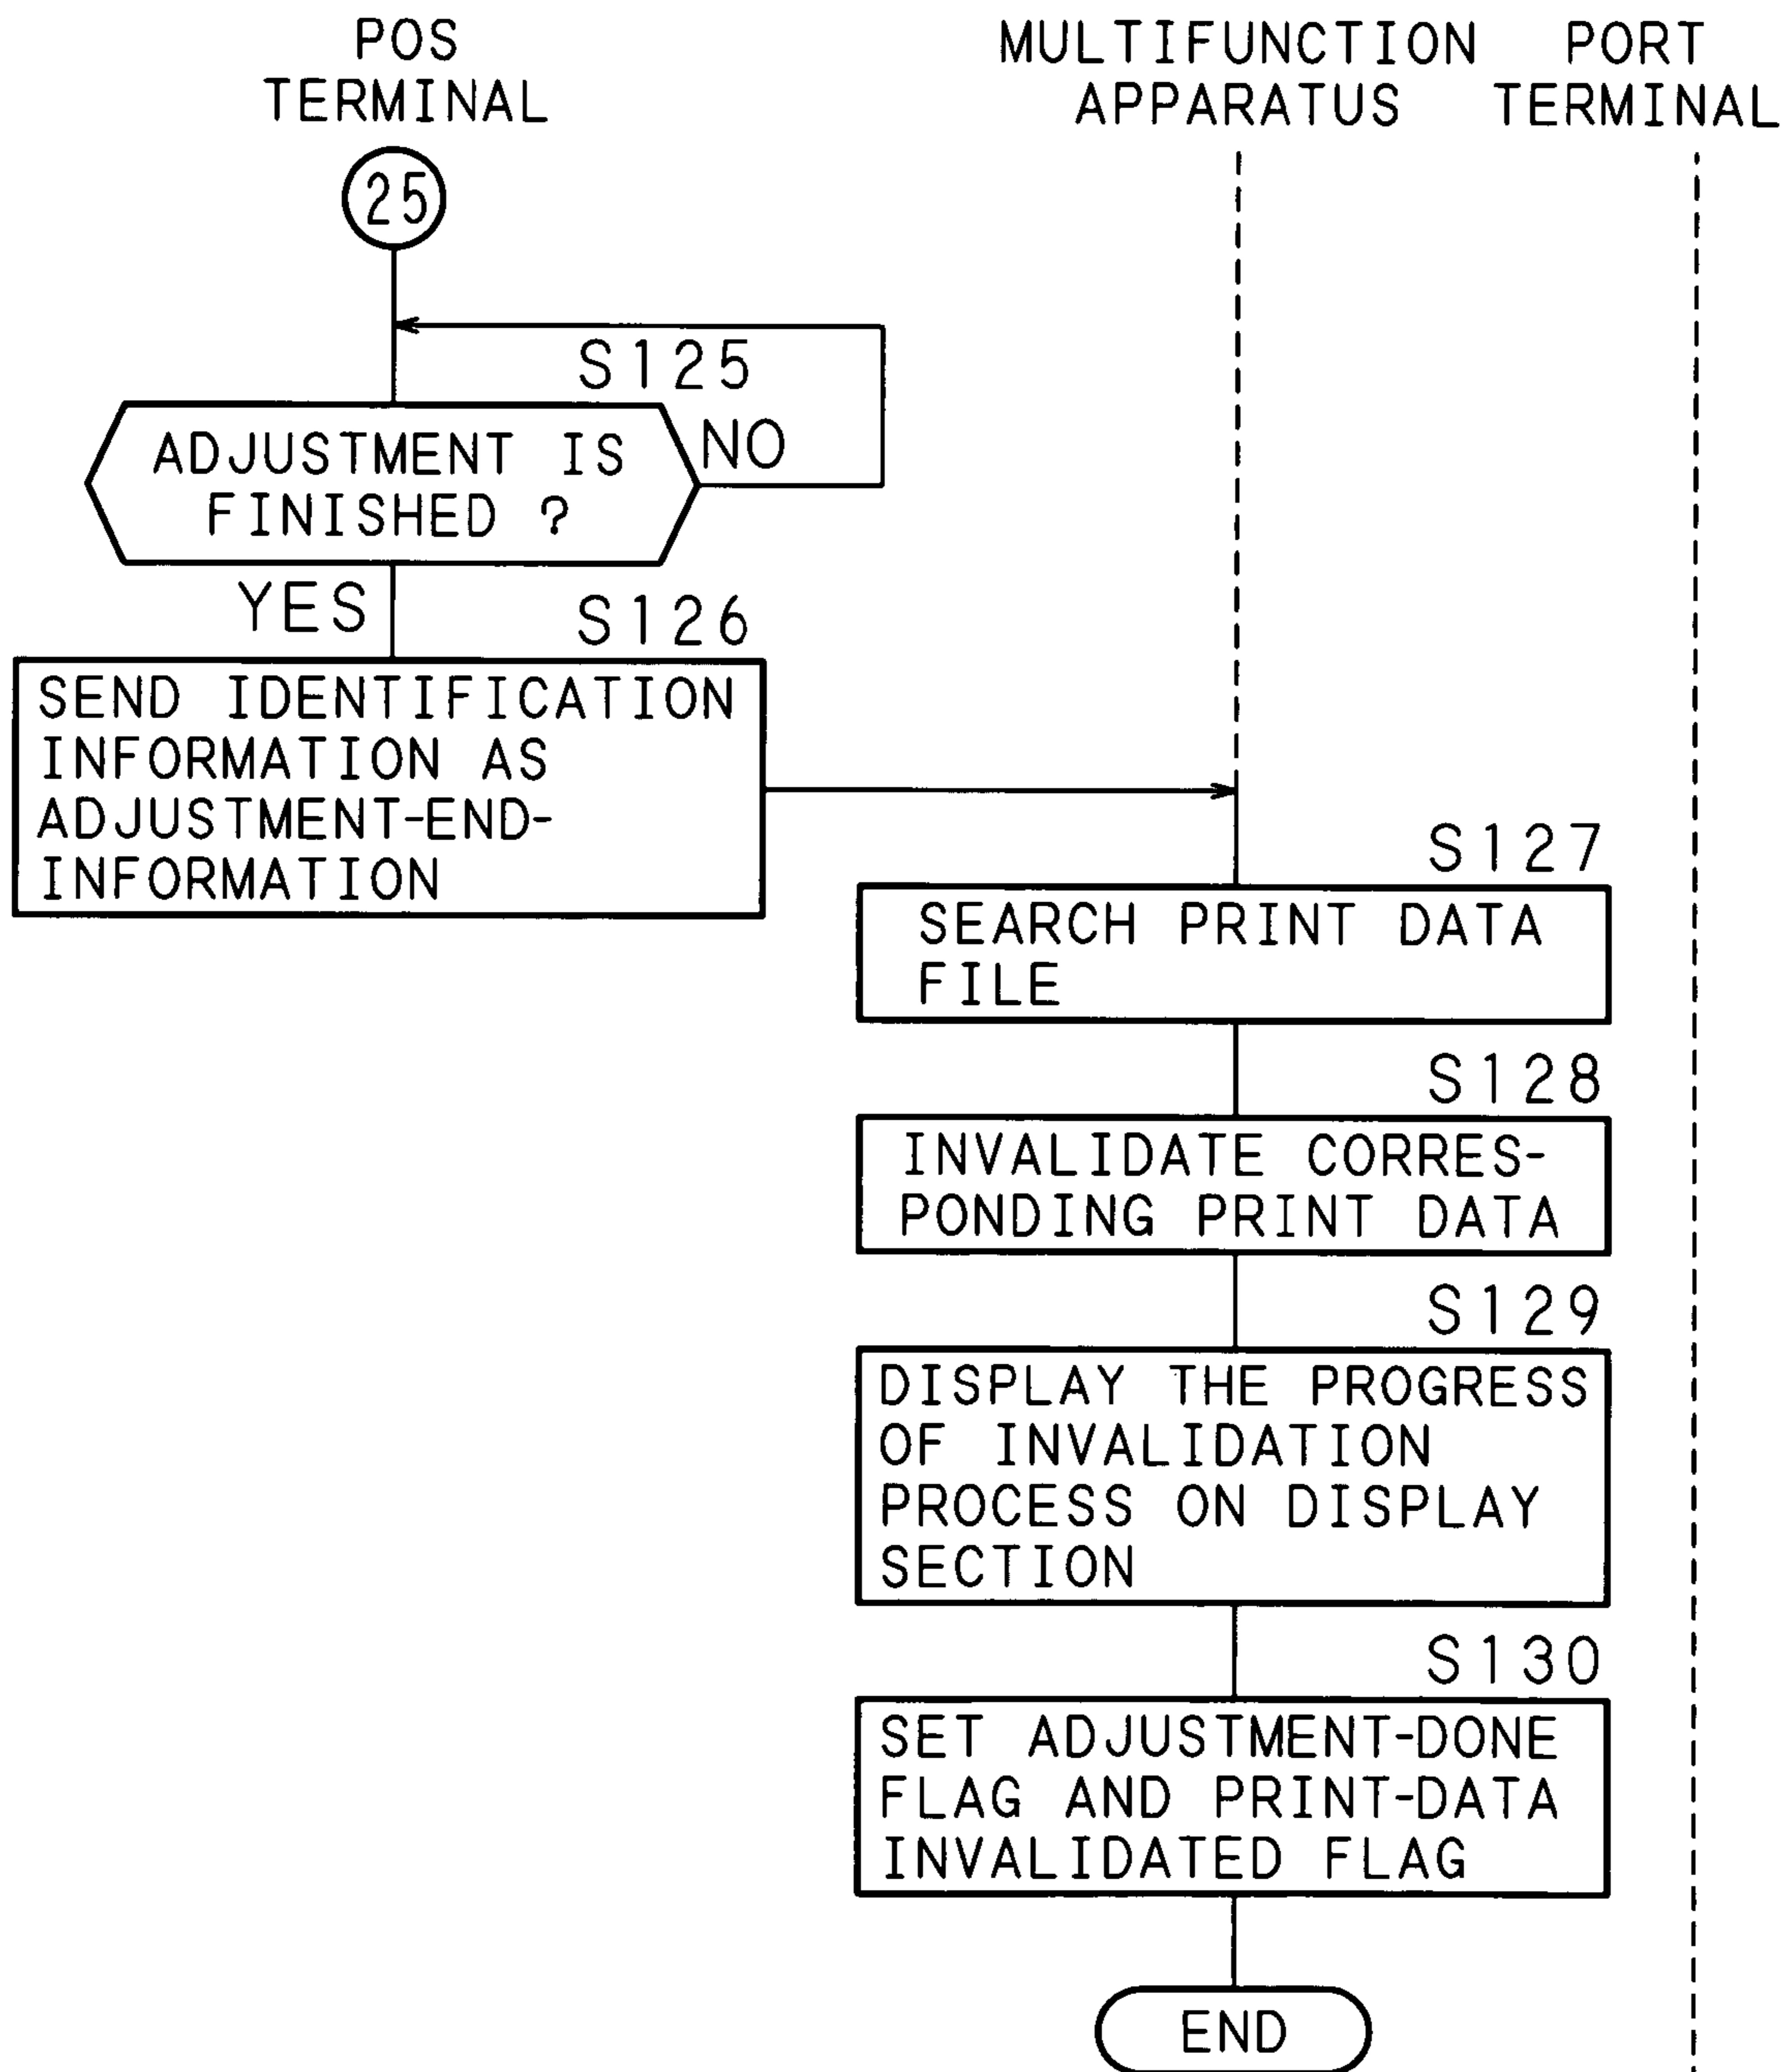 POS
TERMINAL
MULTIFUNCTION
APPARATUS
PORT
TERMINAL
25
S125
ADJUSTMENT IS
FINISHED ?
NO
YES
S126
SEND IDENTIFICATION
INFORMATION AS
ADJUSTMENT-END-
INFORMATION
S127
SEARCH PRINT DATA
FILE
S128
INVALIDATE CORRES-
PONDING PRINT DATA
S129
DISPLAY THE PROGRESS
OF INVALIDATION
PROCESS ON DISPLAY
SECTION
S130
SET ADJUSTMENT-DONE
FLAG AND PRINT-DATA
INVALIDATED FLAG
END